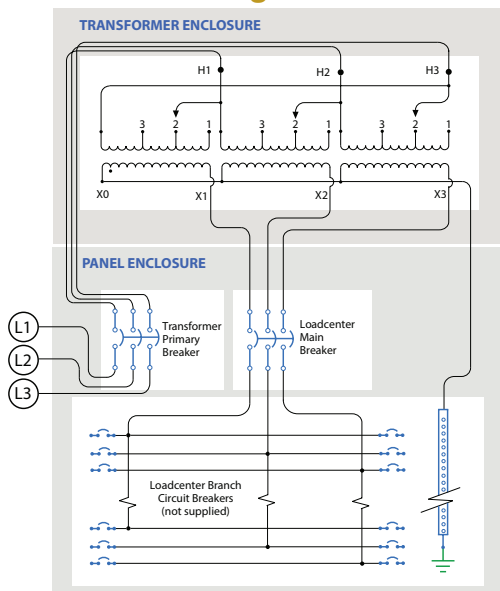 TRANSFORMER ENCLOSURE
H1
H2
H3
3
2
1
3
2
1
3
2
1
X0
X1
X2
X3
PANEL ENCLOSURE
L1
L2
L3
Transformer
Primary
Breaker
Loadcenter
Main
Breaker
Loadcenter Branch
Circuit Breakers
(not supplied)